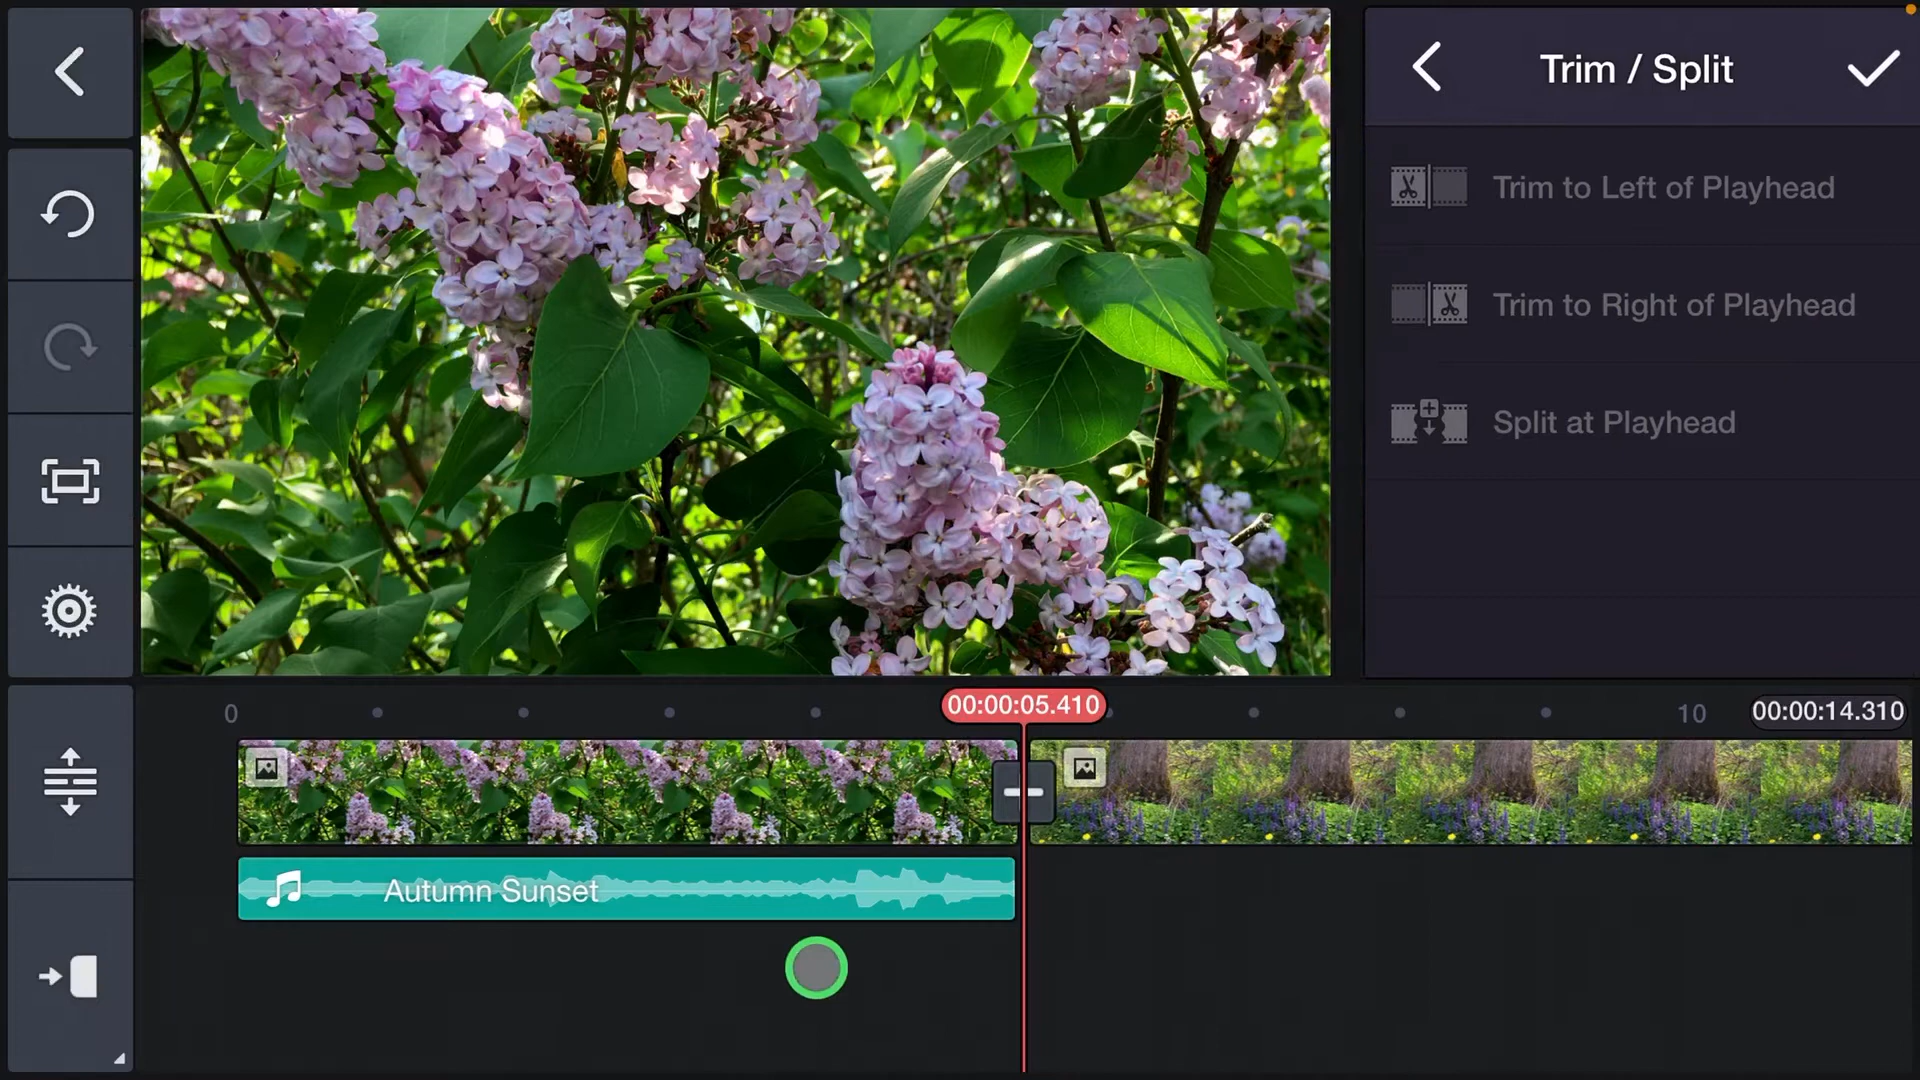 Trim / Split
Trim to Left of Playhead
Trim to Right of Playhead
Split at Playhead
0
00:00:05.410
10
00:00:14.310
Autumn Sunset